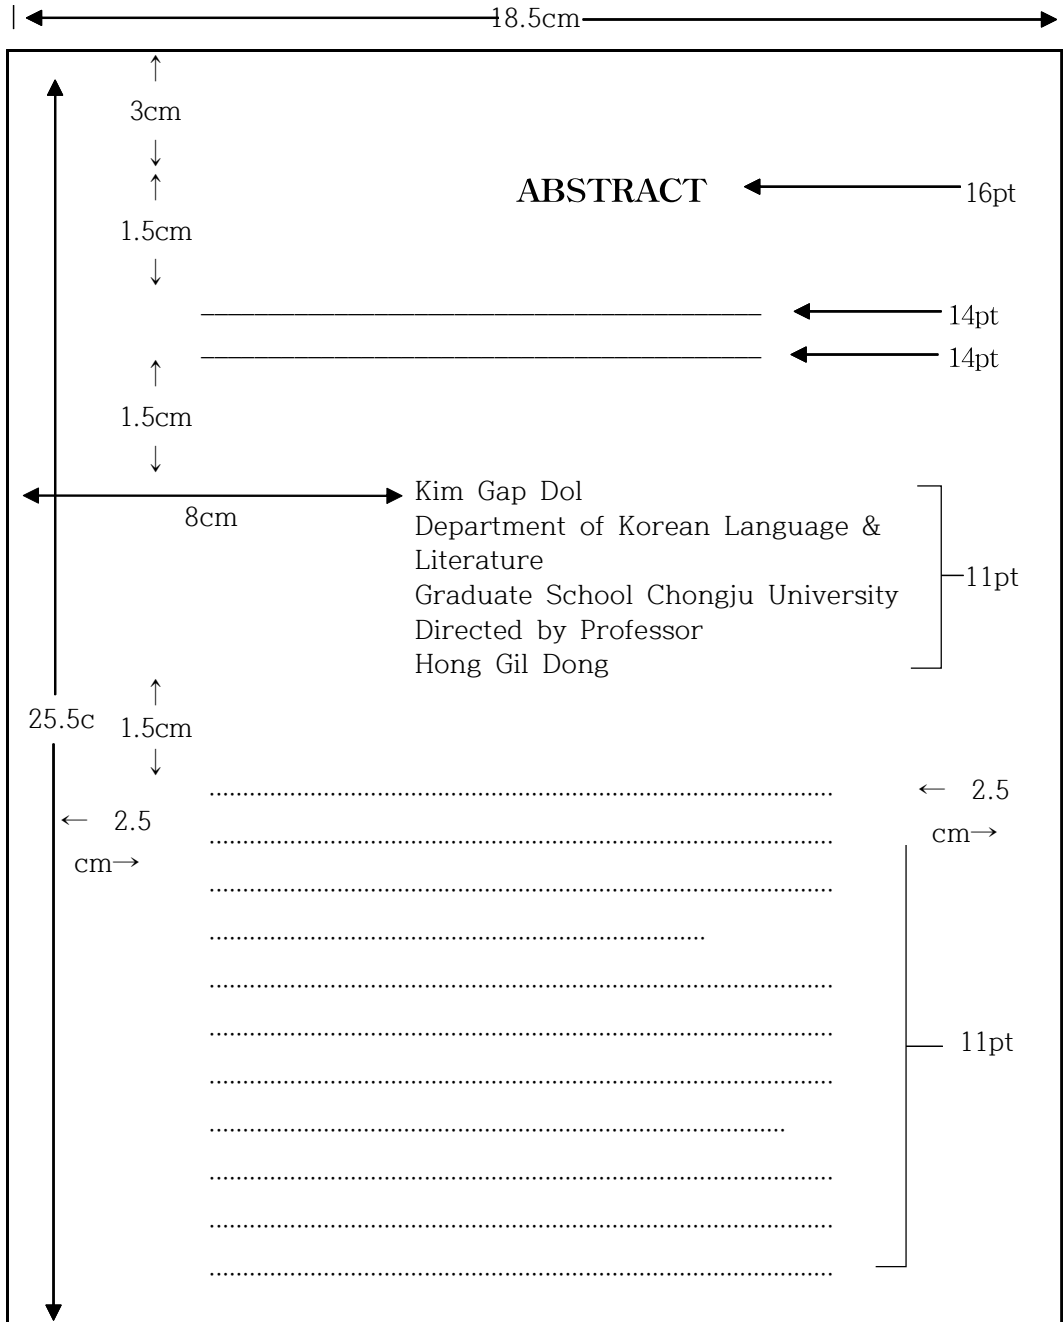 18.5cm
3cm
ABSTRACT
16pt
1.5cm
14pt
14pt
1.5cm
Kim Gap Dol
8cm
Department of Korean Language &
Literature
11pt
Graduate School Chongju University
Directed by Professor
Hong Gil Dong
25.5c
1.5cm
← 2.5
cm→
← 2.5
cm→
11pt